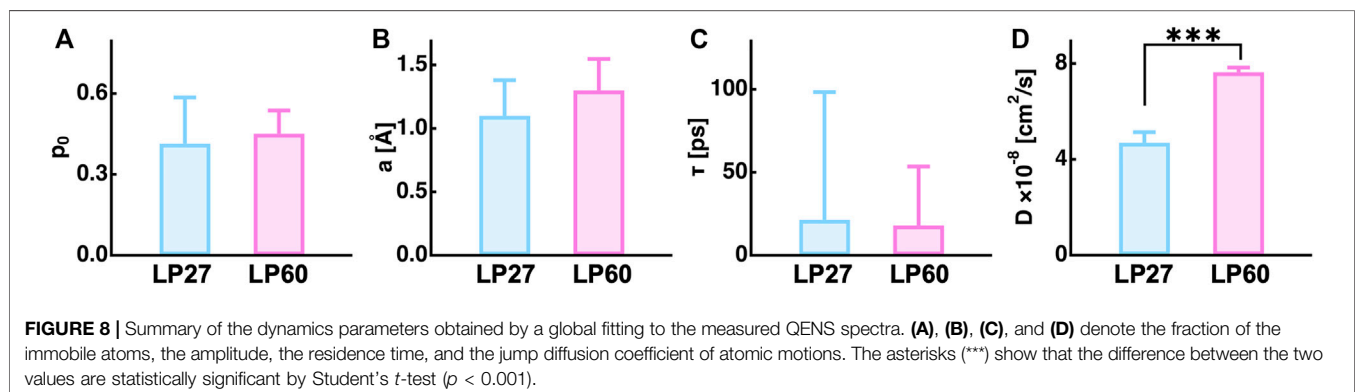 A
0.6
0.3
0.0
p0
LP27 LP60
B
1.5
1.0
1.5
0.0
a [Å]
LP27 LP60
C
100
50
0
τ [ps]
LP27 LP60
D
***
8
4
0
D ×10-8 [cm2/s]
LP27 LP60
FIGURE 8 | Summary of the dynamics parameters obtained by a global fitting to the measured QENS spectra. (A), (B), (C), and (D) denote the fraction of the
immobile atoms, the amplitude, the residence time, and the jump diffusion coefficient of atomic motions. The asterisks (***) show that the difference between the two
values are statistically significant by Student's t-test (p < 0.001).